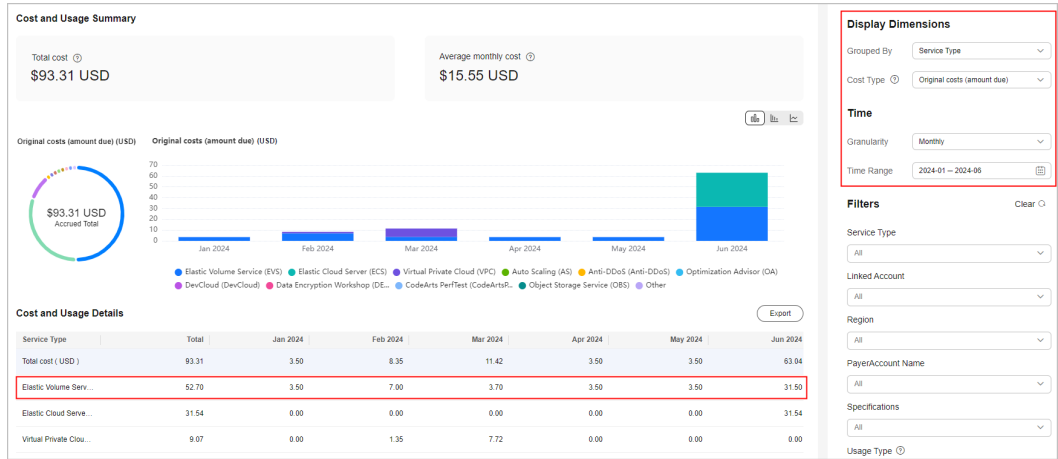 Cost and Usage Summary
Total cost
$93.31 USD
Average monthly cost
$15.55 USD
Original costs (amount due) (USD)
Original costs (amount due) (USD)
$93.31 USD
Accrued Total
70
60
50
40
30
20
10
0
Jan 2024 Feb 2024 Mar 2024 Apr 2024 May 2024 Jun 2024
Elastic Volume Service (EVS) Elastic Cloud Server (ECS) Virtual Private Cloud (VPC) Auto Scaling (AS) Anti-DDoS (Anti-DDoS) Optimization Advisor (OA)
DevCloud (DevCloud) Data Encryption Workshop (DE... CodeArts PerfTest (CodeArtsP... Object Storage Service (OBS) Other
Cost and Usage Details
Export
Service Type Total Jan 2024 Feb 2024 Mar 2024 Apr 2024 May 2024 Jun 2024
Total cost ( USD ) 93.31 3.50 8.35 11.42 3.50 3.50 63.04
Elastic Volume Serv... 52.70 3.50 7.00 3.70 3.50 3.50 31.50
Elastic Cloud Serve... 31.54 0.00 0.00 0.00 0.00 0.00 31.54
Virtual Private Clou... 9.07 0.00 1.35 7.72 0.00 0.00 0.00
Display Dimensions
Grouped By Service Type
Cost Type Original costs (amount due)
Time
Granularity Monthly
Time Range 2024-01 — 2024-06
Filters Clear
Service Type
All
Linked Account
All
Region
All
PayerAccount Name
All
Specifications
All
Usage Type